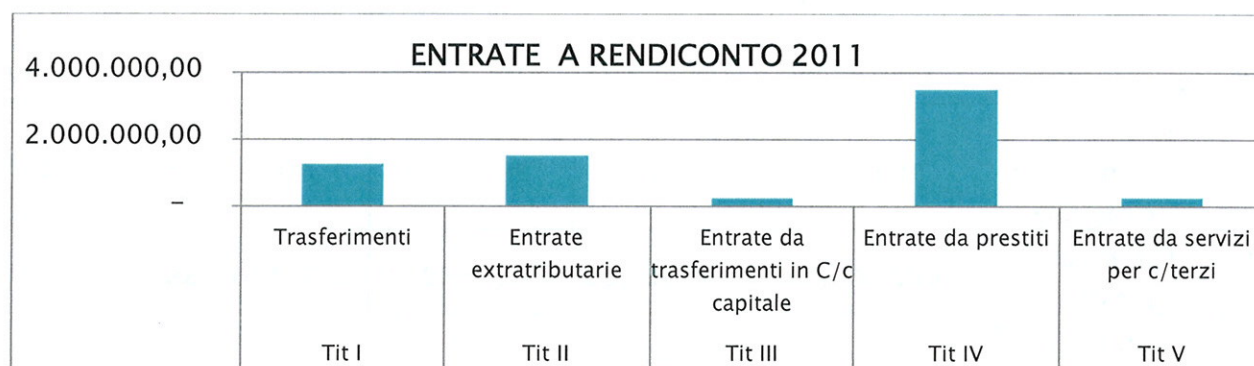 ENTRATE A RENDICONTO 2011
4.000.000,00
2.000.000,00
–
Trasferimenti
Entrate
extratributarie
Entrate da
trasferimenti in C/c
capitale
Entrate da prestiti
Entrate da servizi
per c/terzi
Tit I
Tit II
Tit III
Tit IV
Tit V